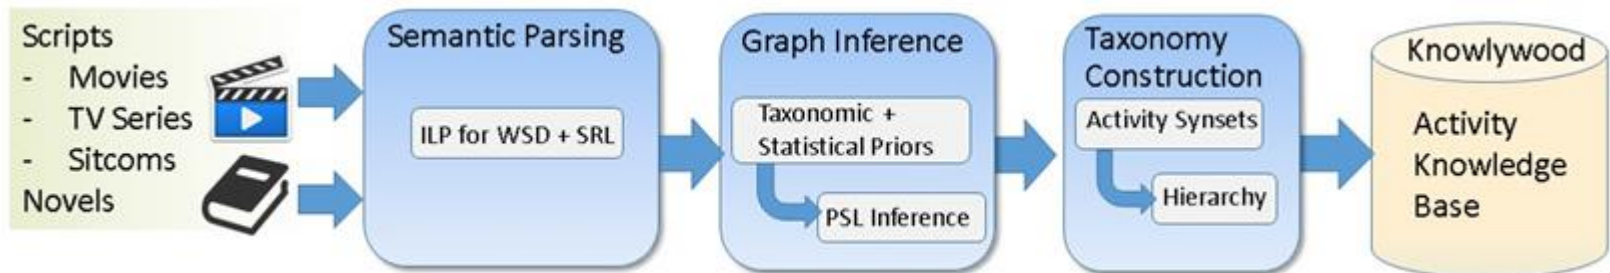 Scripts
- Movies
- TV Series
- Sitcoms
Novels
Semantic Parsing
ILP for WSD + SRL
Graph Inference
Taxonomic +
Statistical Priors
PSL Inference
Taxonomy
Construction
Activity Synsets
Hierarchy
Knowlywood
Activity
Knowledge
Base